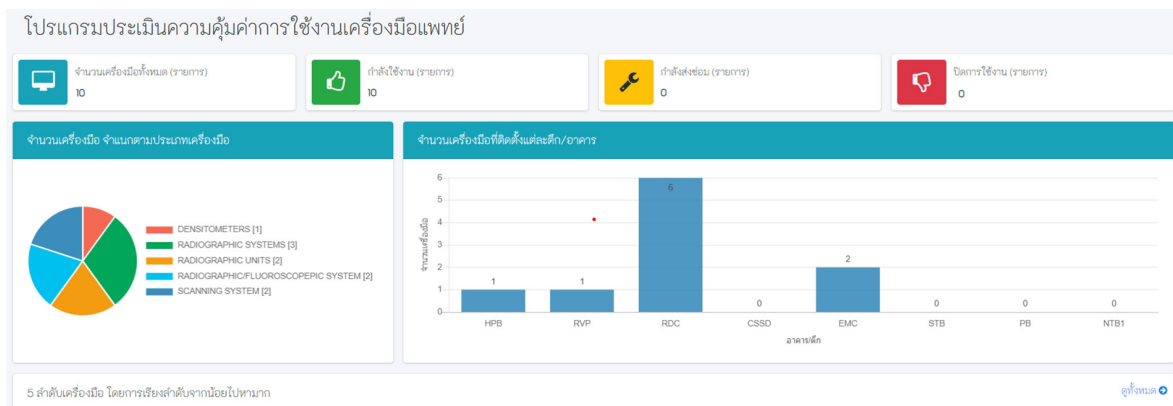 โปรแกรมประเมินความคุ้มค่าการใช้งานเครื่องมือแพทย์
จำนวนเครื่องมือทั้งหมด (รายการ)
10
กำลังใช้งาน (รายการ)
10
กำลังส่งซ่อม (รายการ)
0
ปิดการใช้งาน (รายการ)
0
จำนวนเครื่องมือ จำแนกตามประเภทเครื่องมือ
DENSITOMETERS [1]
RADIOGRAPHIC SYSTEMS [3]
RADIOGRAPHIC UNITS [2]
RADIOGRAPHIC/FLUOROSCOPEPIC SYSTEM [2]
SCANNING SYSTEM [2]
จำนวนเครื่องมือที่ติดตั้งแต่ละตึก/อาคาร
จำนวนเครื่องมือ
6
5
4
3
2
1
0
1 1 6 0 2 0 0 0
HPB RVP RDC CSSD EMC STB PB NTB1
อาคาร/ตึก
5 ลำดับเครื่องมือ โดยการเรียงลำดับจากน้อยไปหามาก
ดูทั้งหมด